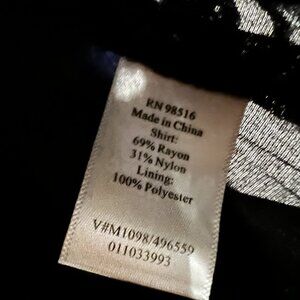 RN 98516
Made in China
Shirt:
69% Rayon
31% Nylon
Lining:
100% Polyester
V#M1098/496559
011033993